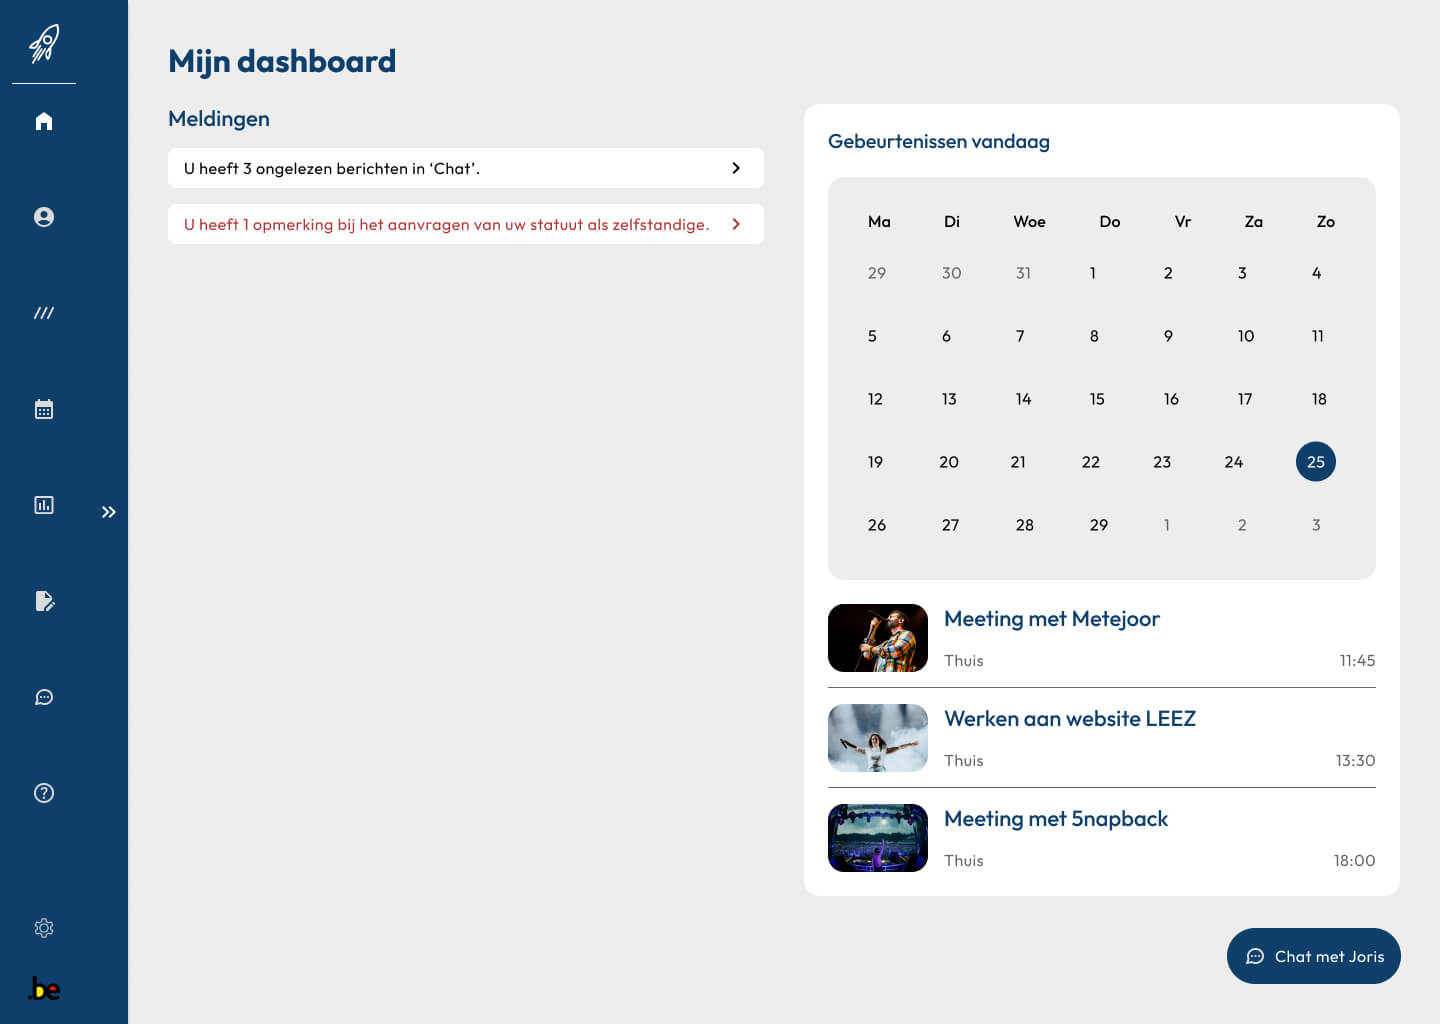 Mijn dashboard
Meldingen
U heeft 3 ongelezen berichten in ‘Chat’.
U heeft 1 opmerking bij het aanvragen van uw statuut als zelfstandige.
Gebeurtenissen vandaag
Ma Di Woe Do Vr Za Zo
29 30 31 1 2 3 4
5 6 7 8 9 10 11
12 13 14 15 16 17 18
19 20 21 22 23 24 25
26 27 28 29 1 2 3
Meeting met Metejoor
Thuis 11:45
Werken aan website LEEZ
Thuis 13:30
Meeting met 5napback
Thuis 18:00
Chat met Joris
.be